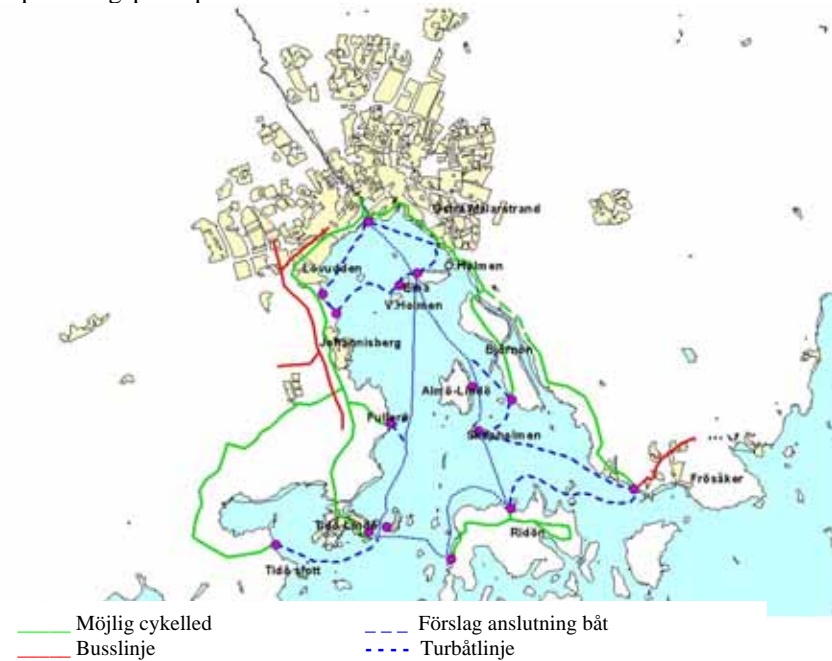 Östra Mälarstrand
Lövudden
Ö.Holmen
Elba
V.Holmen
Johannisberg
Björnön
Almö-Lindö
Fullerö
Skpaholmen
Frösåker
Tidö-Lindö
Ridön
Tidö slott
Möjlig cykelled
Förslag anslutning båt
Busslinje
Turbåtlinje